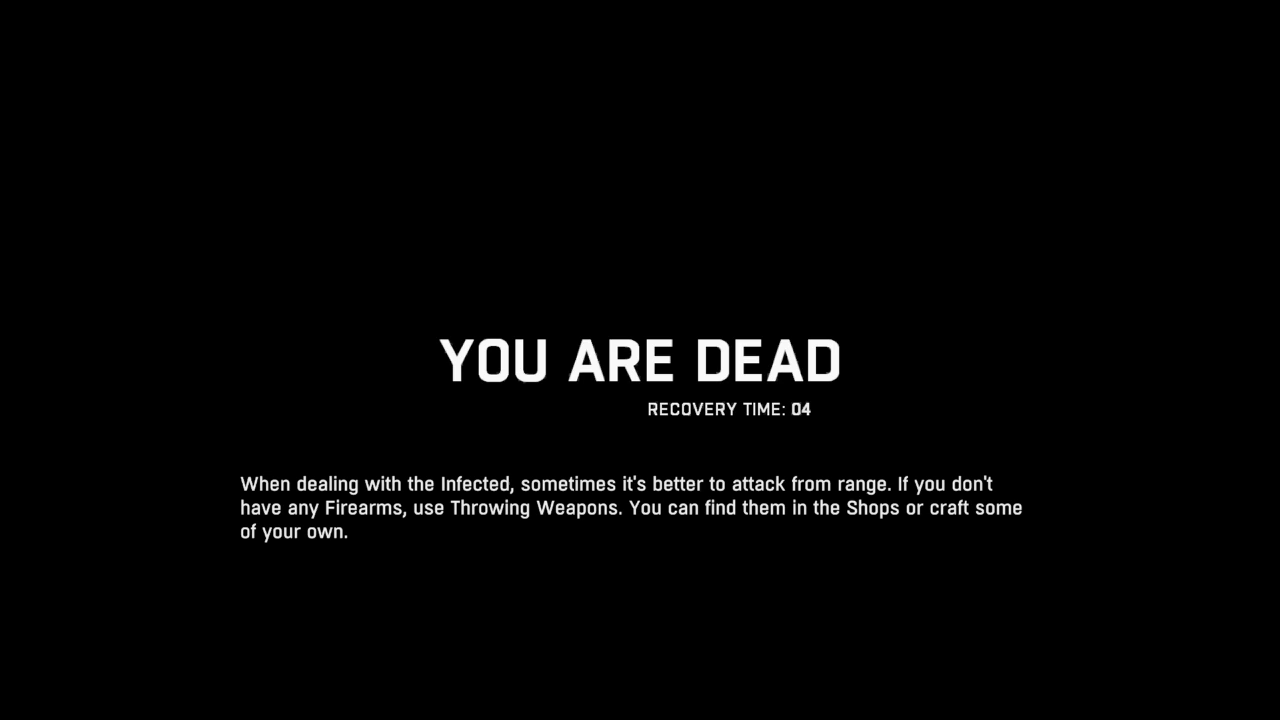 YOU ARE DEAD
RECOVERY TIME: 04
When dealing with the Infected, sometimes it's better to attack from range. If you don't
have any Firearms, use Throwing Weapons. You can find them in the Shops or craft some
of your own.